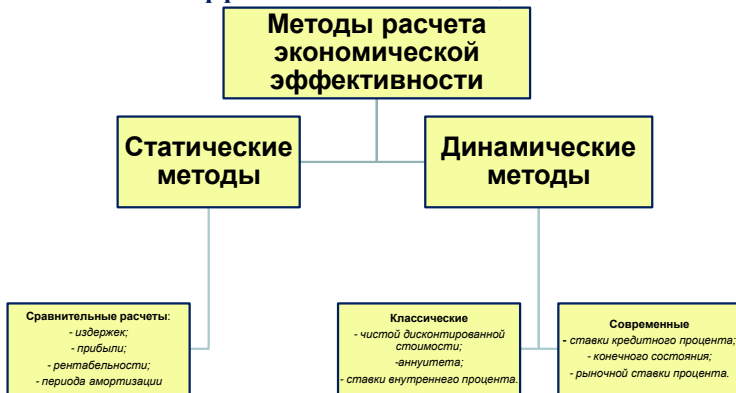 Методы расчета
экономической
эффективности
Статические
методы
Динамические
методы
Сравнительные расчеты:
- издержек;
- прибыли;
- рентабельности;
- периода амортизации
Классические
- чистой дисконтированной
стоимости;
-аннуитета;
- ставки внутреннего процента.
Современные
- ставки кредитного процента;
- конечного состояния;
- рыночной ставки процента.